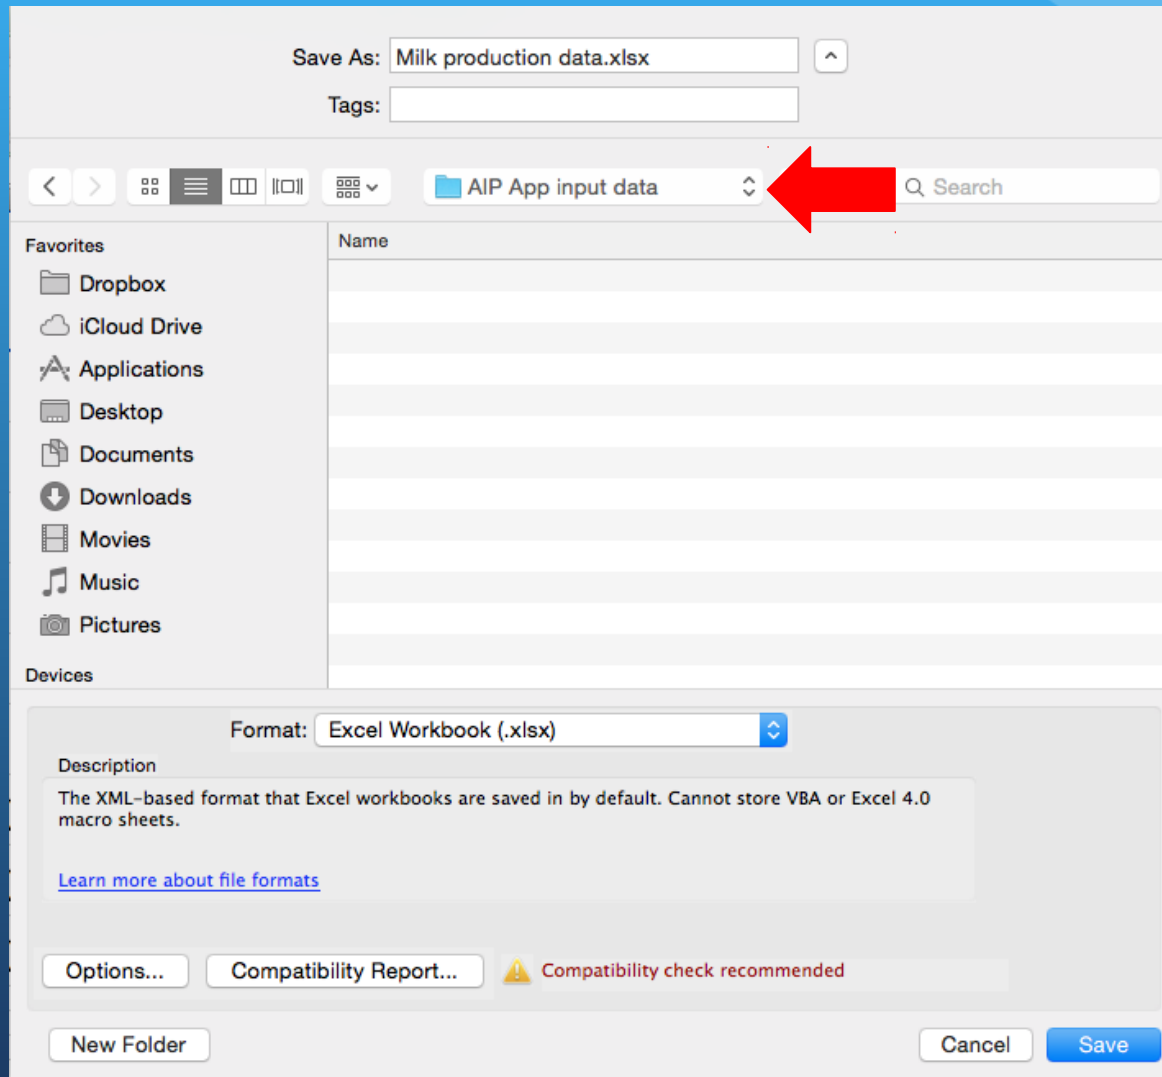 Save As: Milk production data.xlsx
Tags:
AIP App input data
Search
Favorites
Name
Dropbox
iCloud Drive
Applications
Desktop
Documents
Downloads
Movies
Music
Pictures
Devices
Format: Excel Workbook (.xlsx)
Description
The XML-based format that Excel workbooks are saved in by default. Cannot store VBA or Excel 4.0
macro sheets.
Learn more about file formats
Options... Compatibility Report... Compatibility check recommended
New Folder Cancel Save